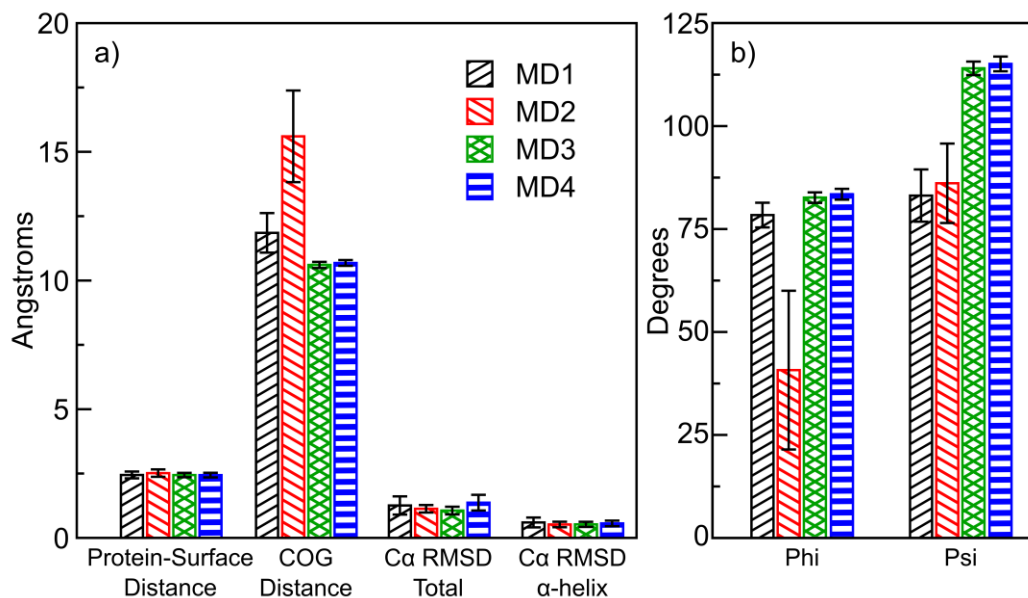 a)
Angstroms
20
15
10
5
0
MD1
MD2
MD3
MD4
Protein-Surface
Distance
COG
Distance
Cα RMSD
Total
Cα RMSD
α-helix
b)
Degrees
125
100
75
50
25
0
Phi
Psi